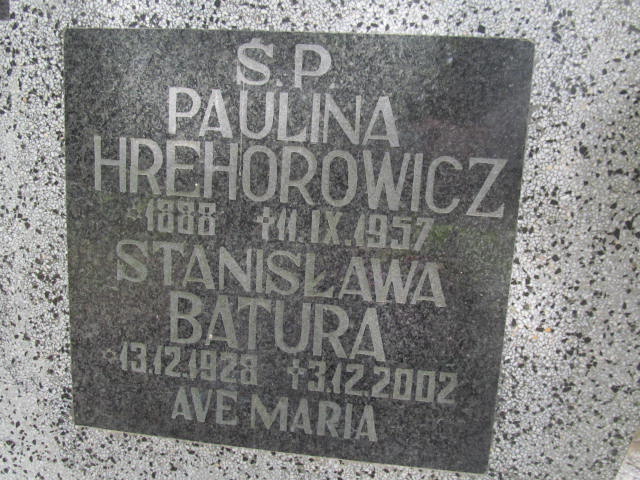 Ś.P.
PAULINA
HREHOROWICZ
*1888 †11.IX.1957
STANISŁAWA
BATURA
*13.12.1928 †3.12.2002
AVE MARIA